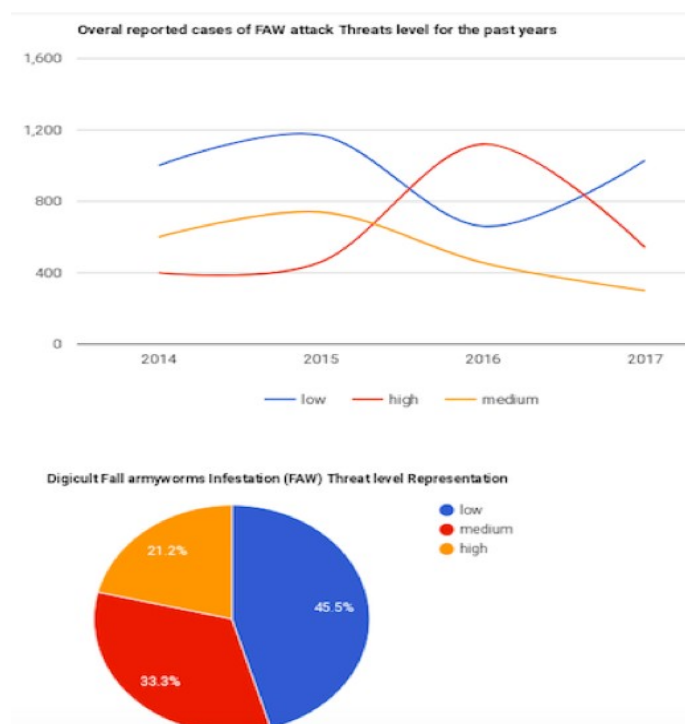 Overal reported cases of FAW attack Threats level for the past years
1,600
1,200
800
400
0
2014 2015 2016 2017
low high medium
Digicult Fall armyworms Infestation (FAW) Threat level Representation
low
medium
high
21.2%
45.5%
33.3%